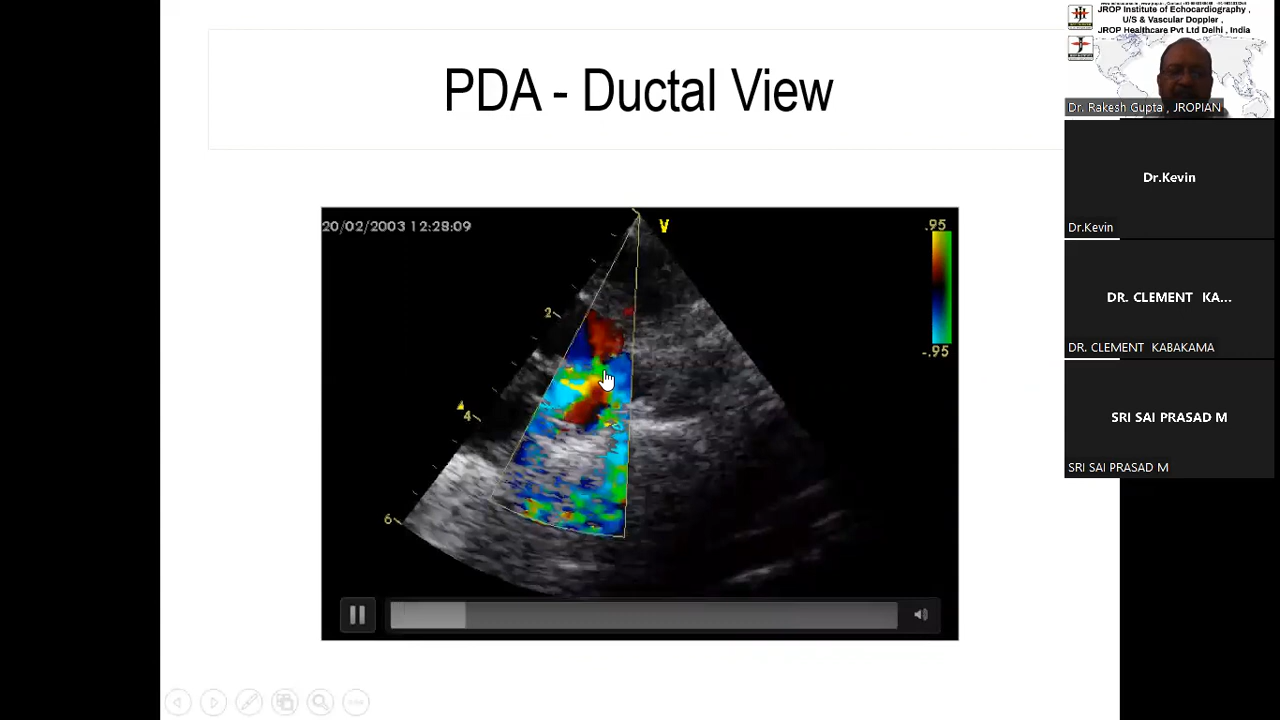 PDA - Ductal View
20/02/2003 12:28:09
V
.95
-.95
2
4
6
JROP Institute of Echocardiography ,
U/S & Vascular Doppler ,
JROP Healthcare Pvt Ltd Delhi , India
Dr. Rakesh Gupta , JROPIAN
Dr.Kevin
Dr.Kevin
DR. CLEMENT KA...
DR. CLEMENT KABAKAMA
SRI SAI PRASAD M
SRI SAI PRASAD M